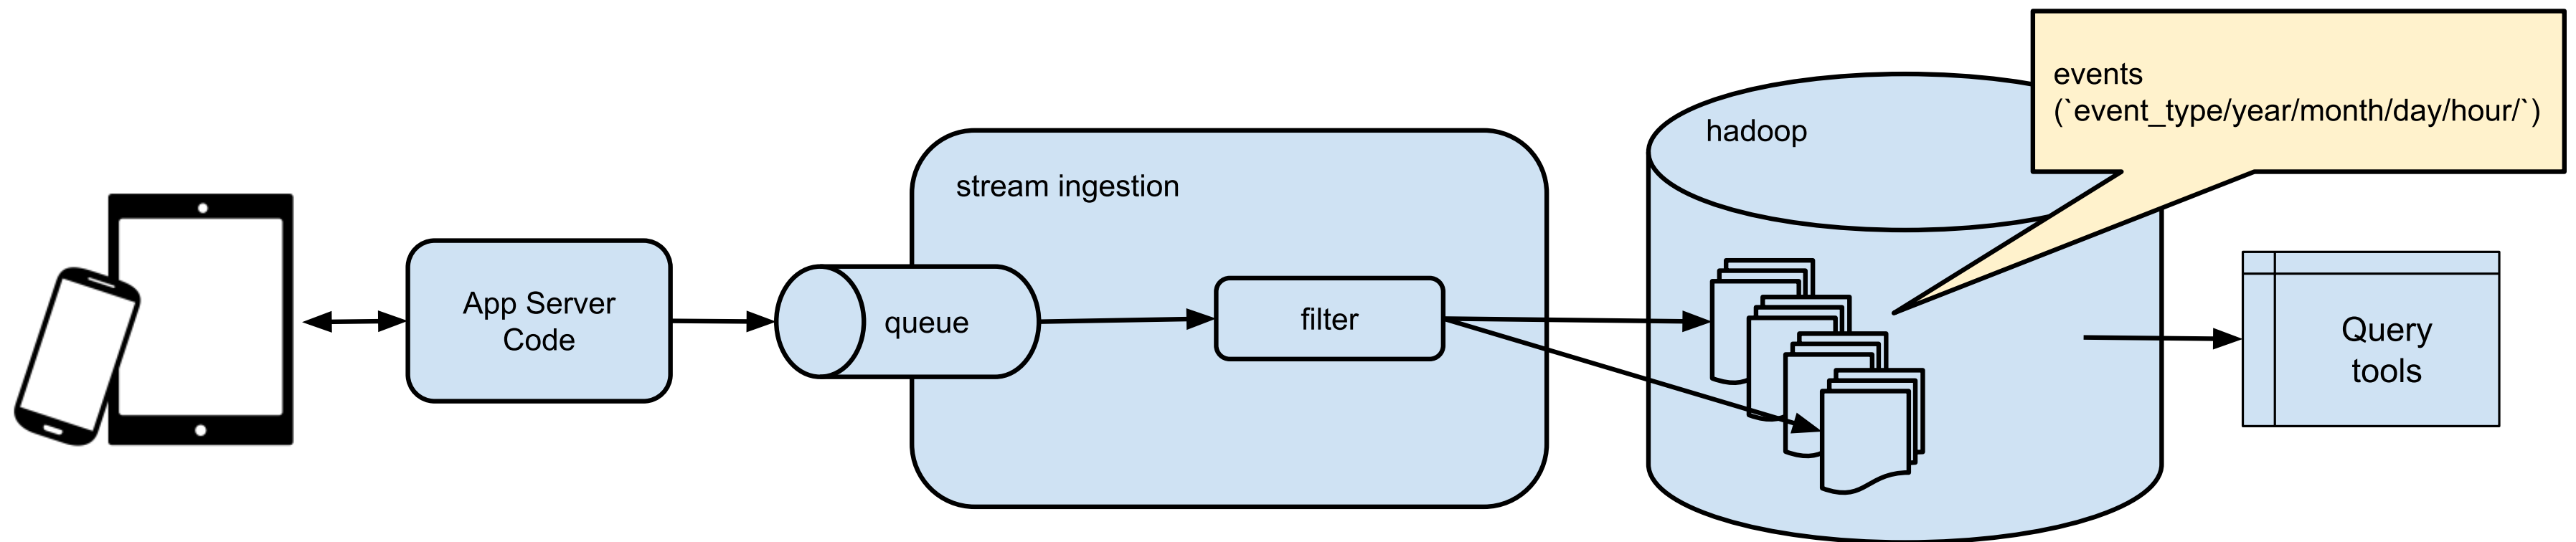 App Server
Code
queue
stream ingestion
filter
hadoop
events
(`event_type/year/month/day/hour/`)
Query
tools